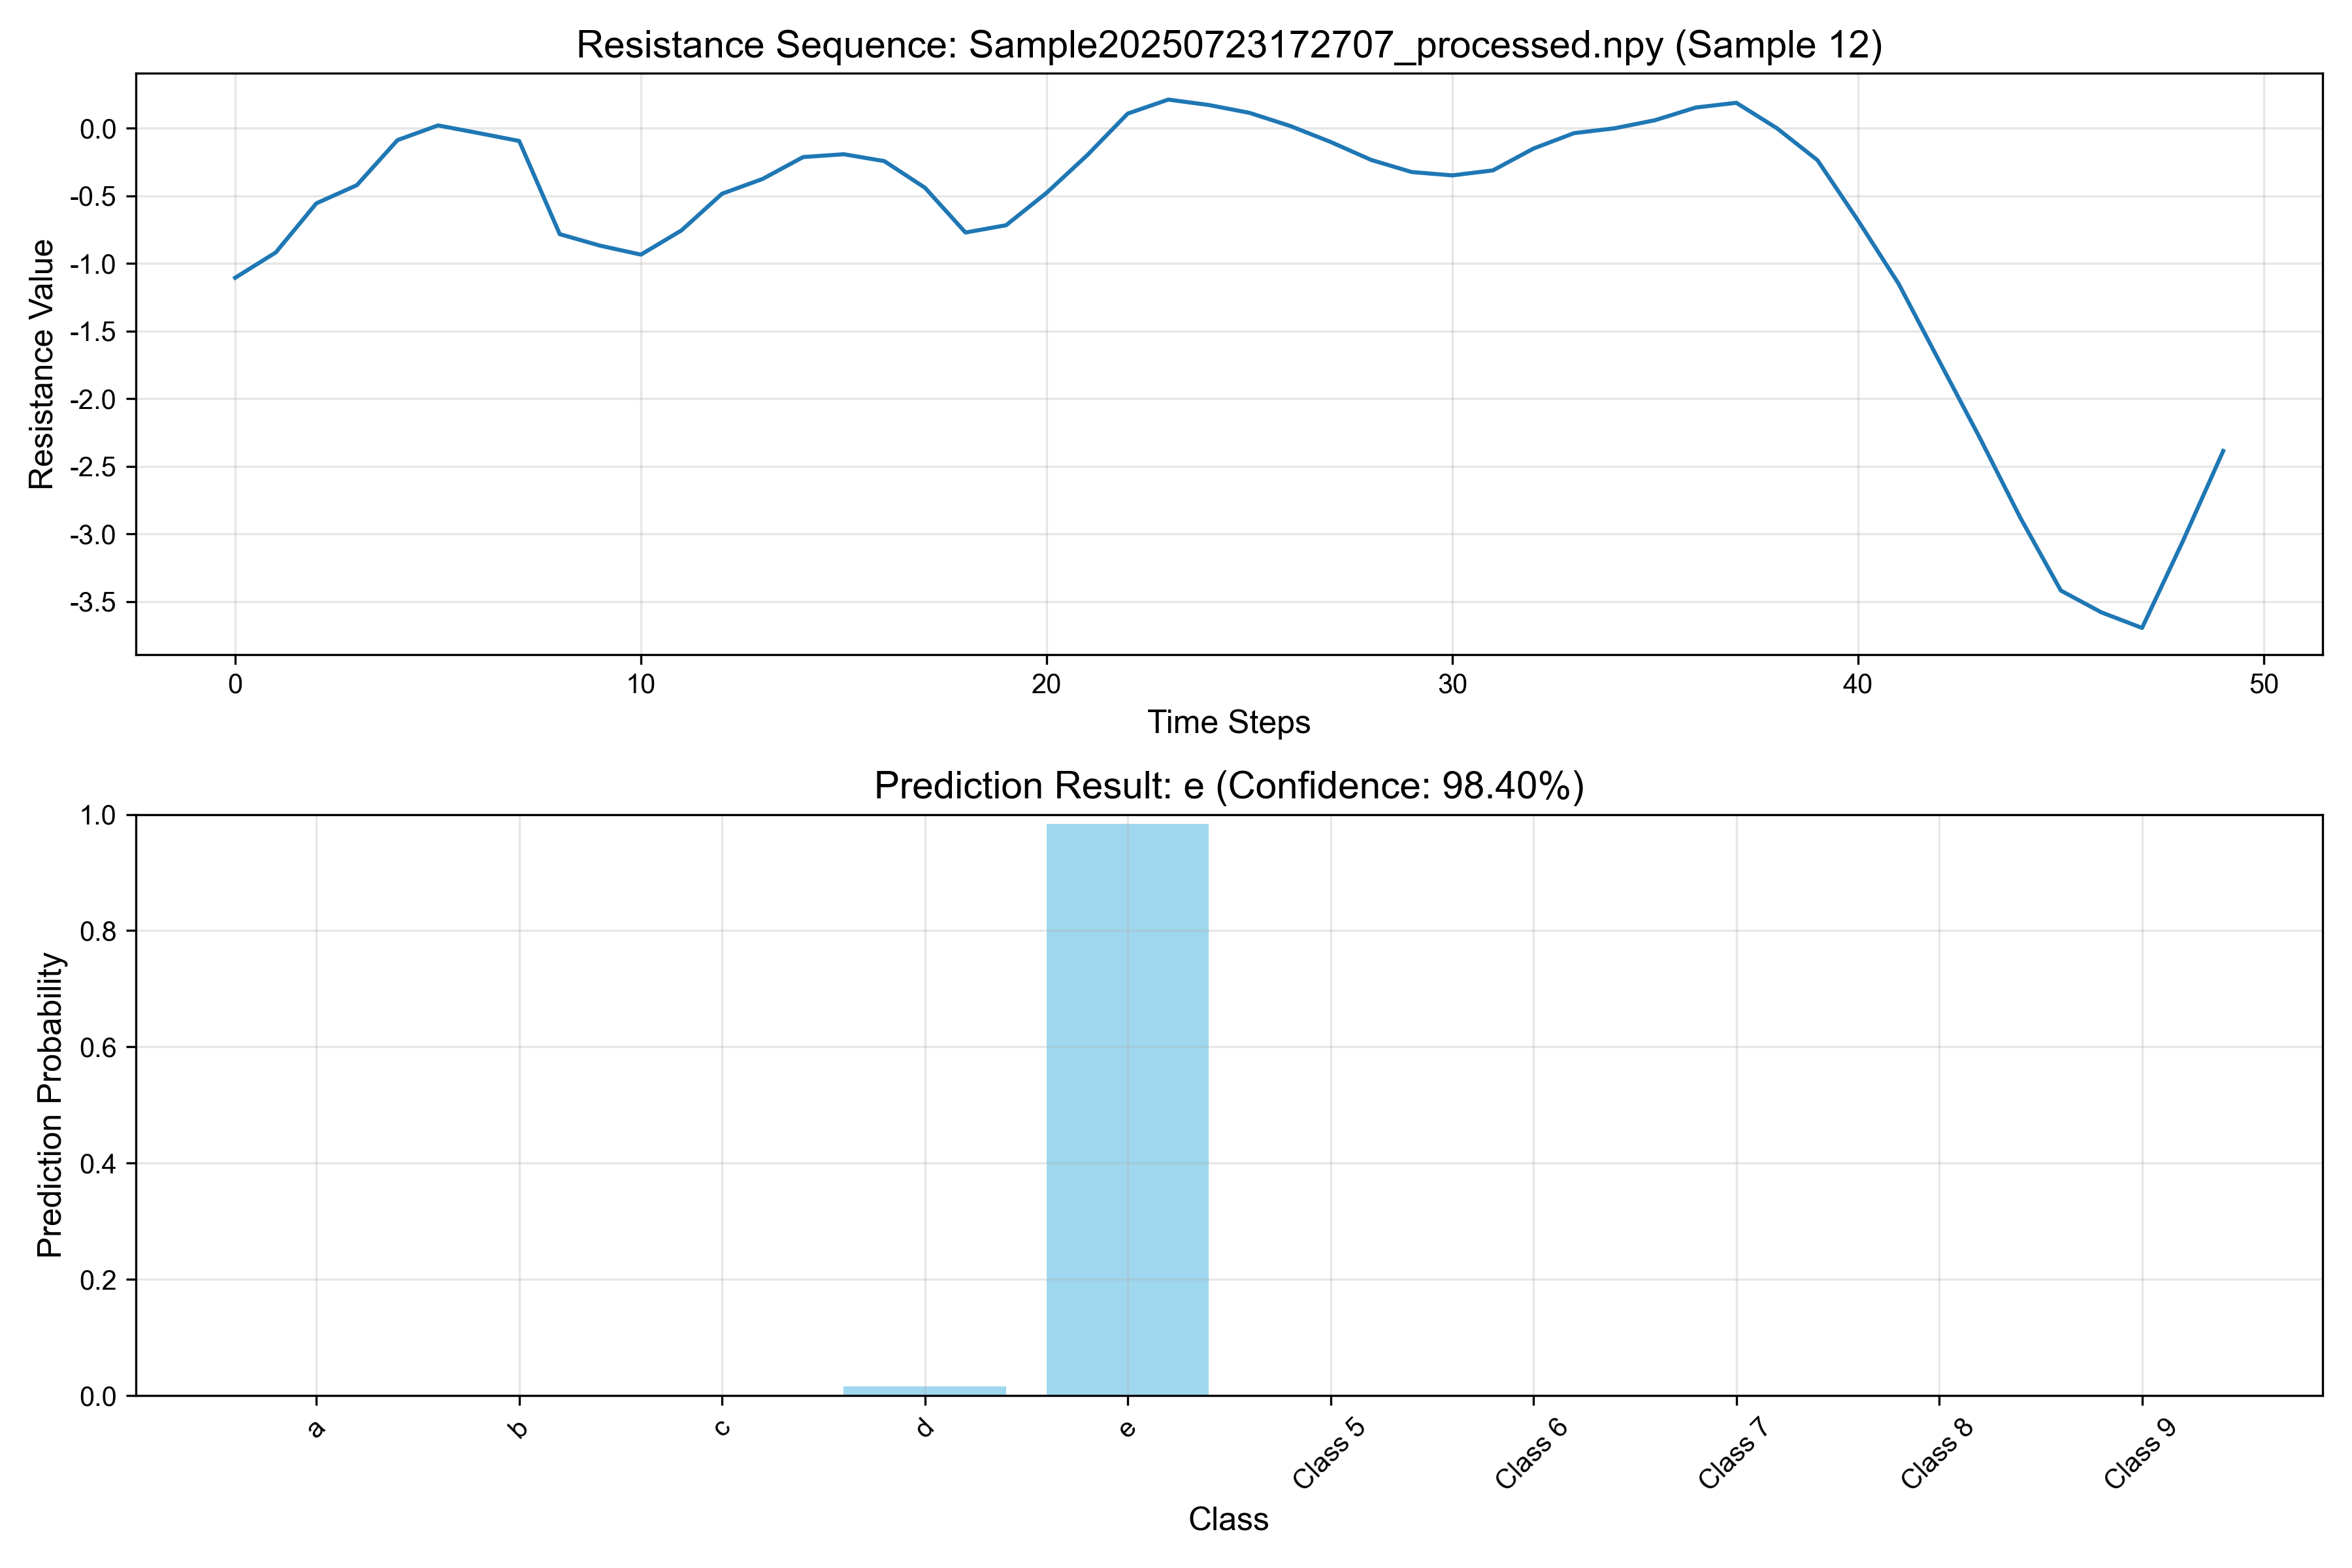 Resistance Sequence: Sample20250723172707_processed.npy (Sample 12)
Resistance Value
0.0
-0.5
-1.0
-1.5
-2.0
-2.5
-3.0
-3.5
0 10 20 30 40 50
Time Steps
Prediction Result: e (Confidence: 98.40%)
Prediction Probability
1.0
0.8
0.6
0.4
0.2
0.0
a b c d e Class 5 Class 6 Class 7 Class 8 Class 9
Class